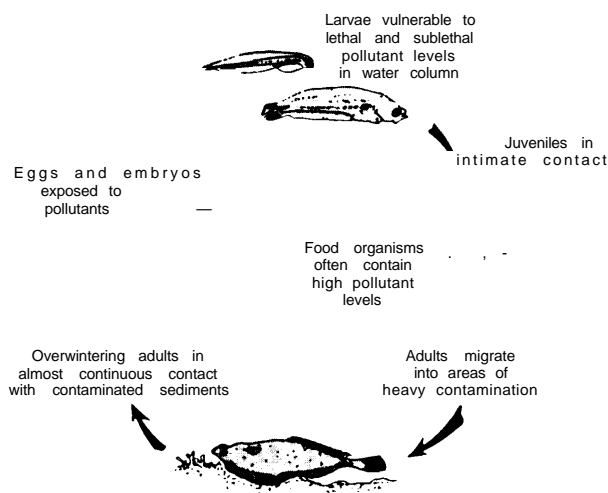 Larvae vulnerable to
lethal and sublethal
pollutant levels
in water column
Juveniles in
intimate contact
Eggs and embryos
exposed to
pollutants
Food organisms
often contain
high pollutant
levels
Overwintering adults in
almost continuous contact
with contaminated sediments
Adults migrate
into areas of
heavy contamination